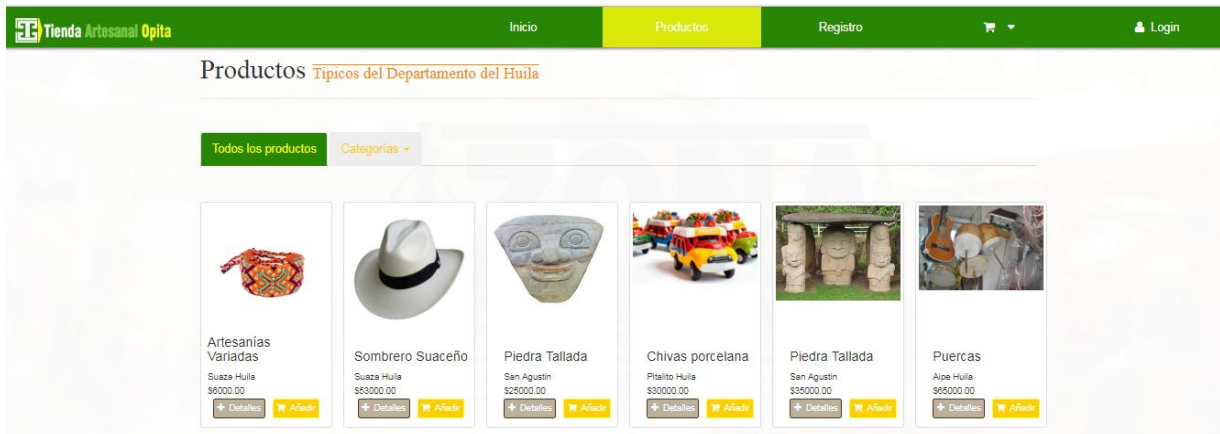 Tienda Artesanal Opita
Inicio
Productos
Registro
Login
Productos Tipicos del Departamento del Huila
Todos los productos
Categorías
ZONA
Artesanías
Variadas
Suaza Huila
$6000.00
+ Detalles
Añadir
Sombrero Suaceño
Suaza Huila
$53000.00
+ Detalles
Añadir
Piedra Tallada
San Agustin
$25000.00
+ Detalles
Añadir
Chivas porcelana
Pitalito Huila
$30000.00
+ Detalles
Añadir
Piedra Tallada
San Agustin
$35000.00
+ Detalles
Añadir
Puercas
Aipe Huila
$65000.00
+ Detalles
Añadir